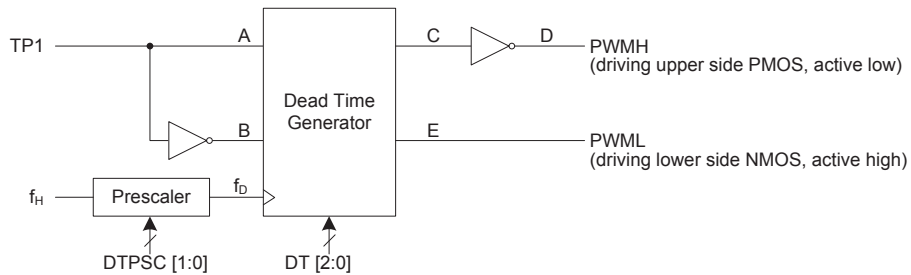 TP1
A
C
D
PWMH
(driving upper side PMOS, active low)
Dead Time
Generator
B
E
PWML
(driving lower side NMOS, active high)
fH
Prescaler
fD
DTPSC [1:0]
DT [2:0]